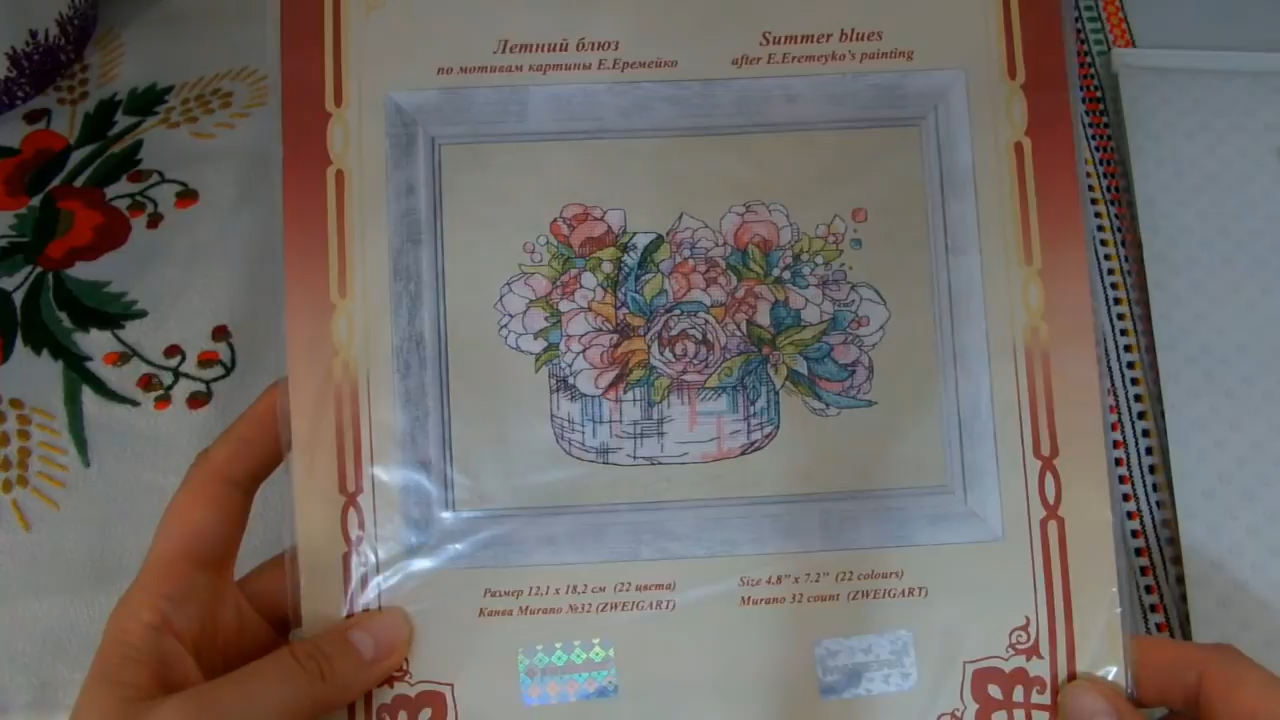 Летний блюз
по мотивам картины Е.Еремейко
Summer blues
after E.Eremeyko's painting
Размер 12,1 x 18,2 см (22 цвета)
Канва Murano №32 (ZWEIGART)
Size 4.8" x 7.2" (22 colours)
Murano 32 count (ZWEIGART)